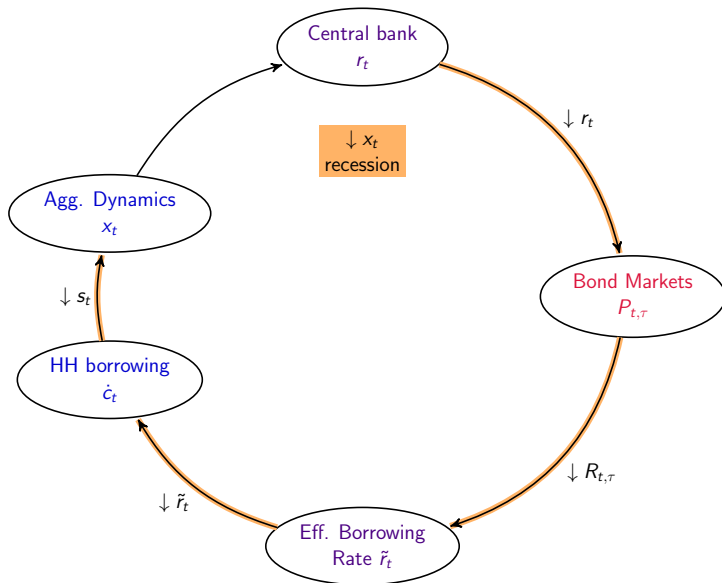 Central bank
r_t
↓ r_t
↓ x_t
recession
Agg. Dynamics
x_t
Bond Markets
P_{t,τ}
↓ s_t
HH borrowing
ċ_t
↓ R_{t,τ}
↓ r̃_t
Eff. Borrowing
Rate r̃_t